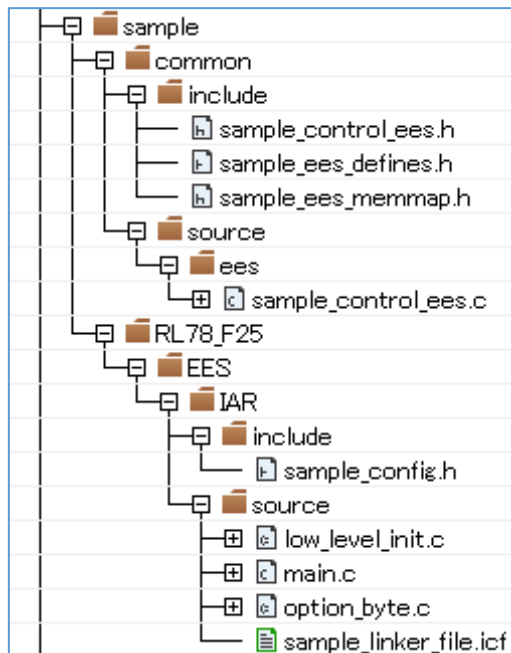 sample
common
include
sample_control_ees.h
sample_ees_defines.h
sample_ees_memmap.h
source
ees
sample_control_ees.c
RL78_F25
EES
IAR
include
sample_config.h
source
low_level_init.c
main.c
option_byte.c
sample_linker_file.icf